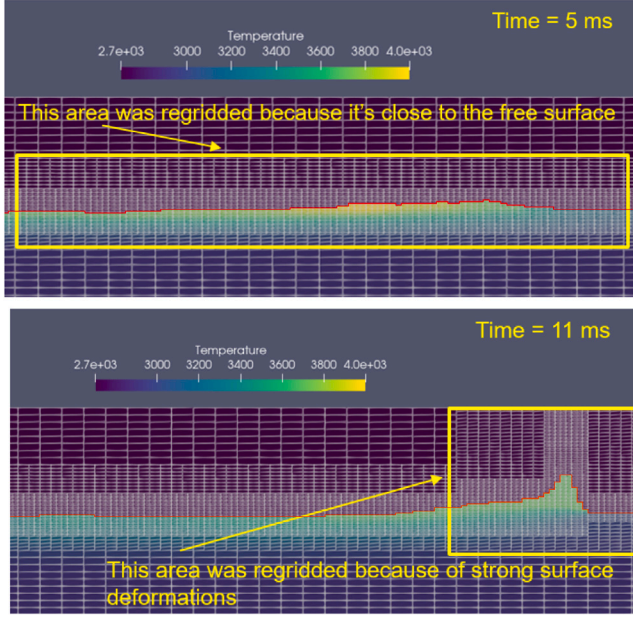 Time = 5 ms
Temperature
2.7e+03 3000 3200 3400 3600 3800 4.0e+03
This area was regridded because it's close to the free surface
Time = 11 ms
Temperature
2.7e+03 3000 3200 3400 3600 3800 4.0e+03
This area was regridded because of strong surface
deformations